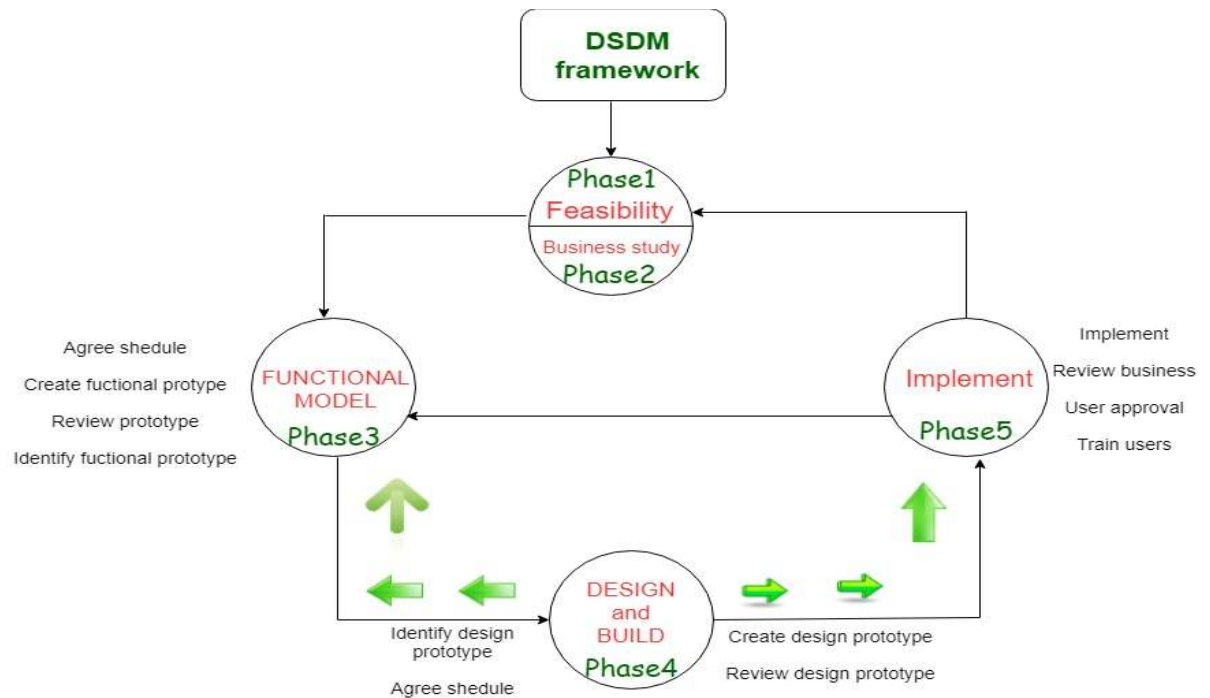 DSDM
framework
Phase1
Feasibility
Business study
Phase2
Agree shedule
Create fuctional protype
Review prototype
Identify fuctional prototype
FUNCTIONAL
MODEL
Phase3
Implement
Phase5
Implement
Review business
User approval
Train users
DESIGN
and
BUILD
Phase4
Identify design
prototype
Agree shedule
Create design prototype
Review design prototype